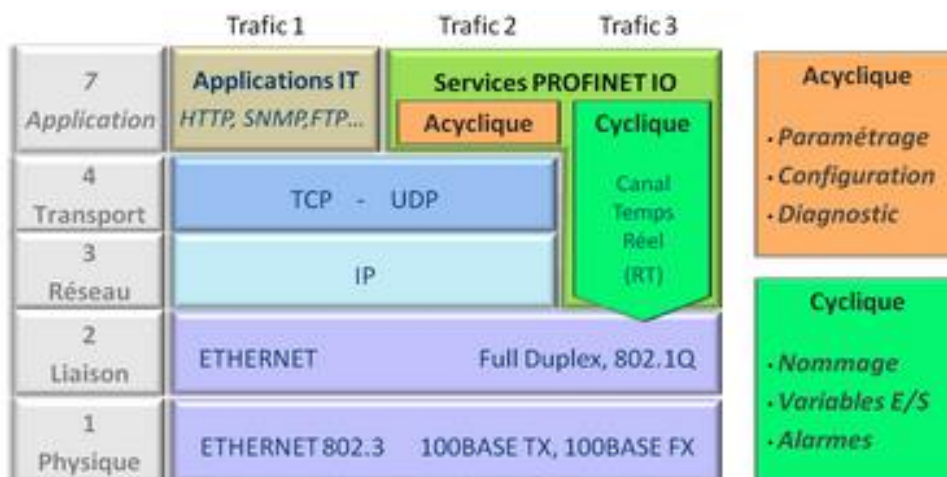 Trafic 1 Trafic 2 Trafic 3
7
Application
Applications IT
HTTP, SNMP,FTP...
Services PROFINET IO
Acyclique
Cyclique
Canal
Temps
Réel
(RT)
4
Transport
TCP - UDP
3
Réseau
IP
2
Liaison
ETHERNET Full Duplex, 802.1Q
1
Physique
ETHERNET 802.3 100BASE TX, 100BASE FX
Acyclique
• Paramétrage
• Configuration
• Diagnostic
Cyclique
• Nommage
• Variables E/S
• Alarmes